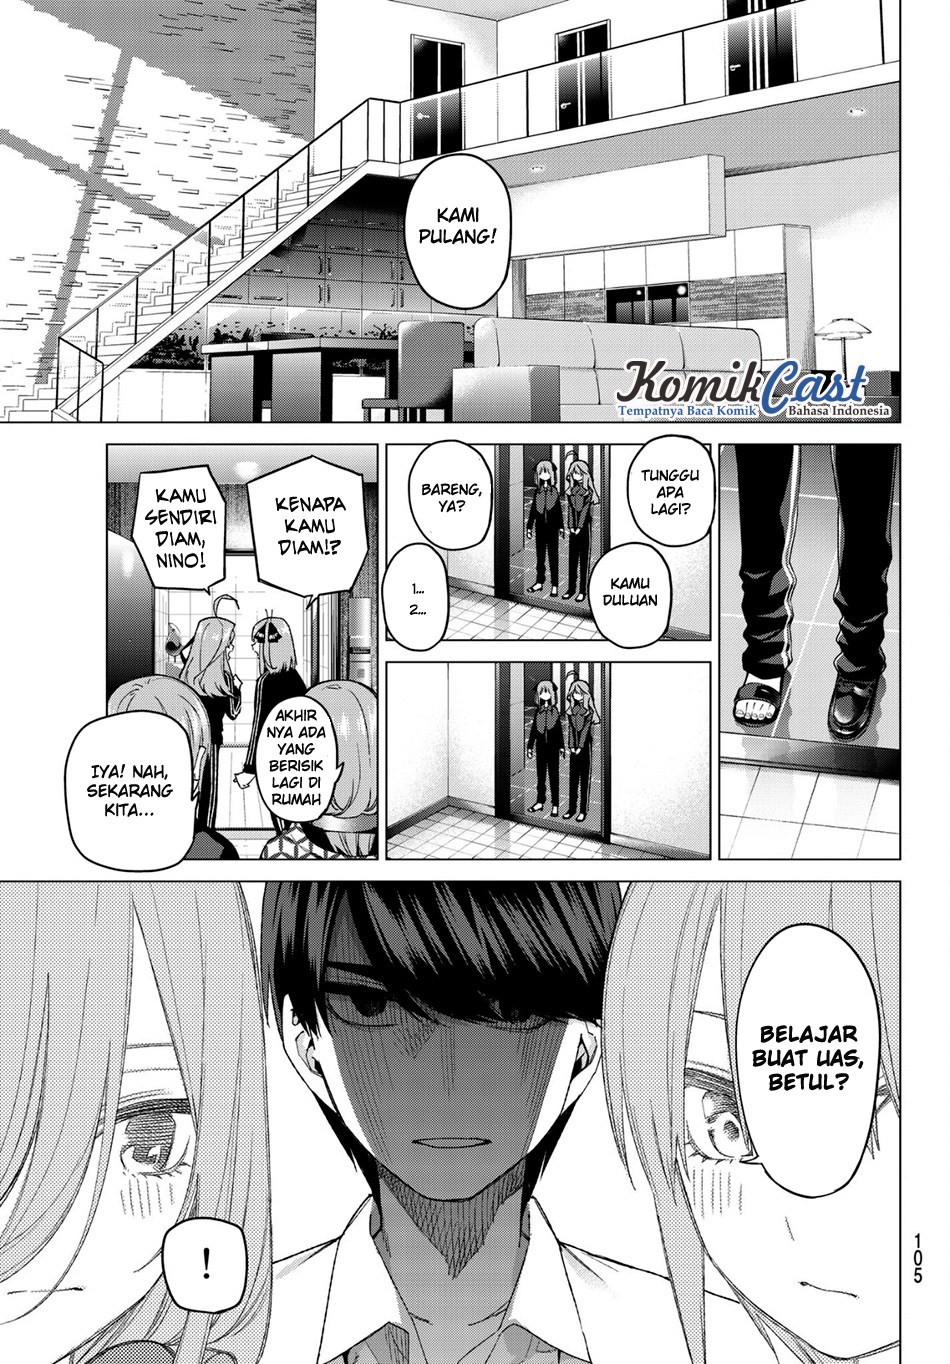 KAMI
PULANG!
KomikCast
Tempatnya Baca Komik Bahasa Indonesia
TUNGGU
APA
LAGI?
BARENG,
YA?
KAMU
DULUAN
1...
2...
KENAPA
KAMU
DIAM!?
KAMU
SENDIRI
DIAM,
NINO!
AKHIR
NYA ADA
YANG
BERISIK
LAGI DI
RUMAH
IYA! NAH,
SEKARANG
KITA...
BELAJAR
BUAT UAS,
BETUL?
!
105